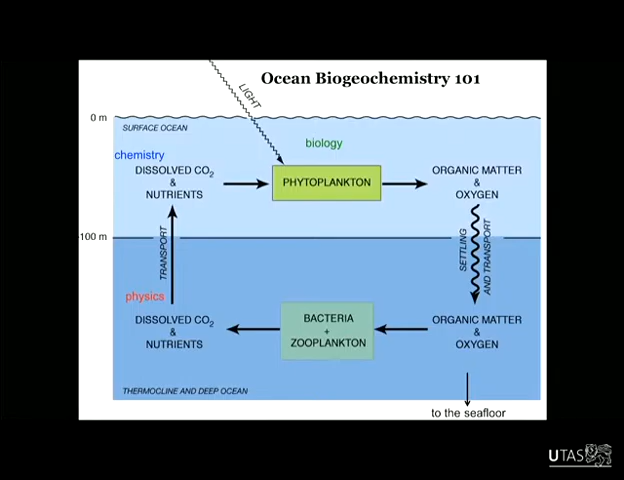 Ocean Biogeochemistry 101
LIGHT
0 m
SURFACE OCEAN
biology
chemistry
DISSOLVED CO₂
&
NUTRIENTS
PHYTOPLANKTON
ORGANIC MATTER
&
OXYGEN
100 m
TRANSPORT
SETTLING
AND TRANSPORT
physics
DISSOLVED CO₂
&
NUTRIENTS
BACTERIA
+
ZOOPLANKTON
ORGANIC MATTER
&
OXYGEN
THERMOCLINE AND DEEP OCEAN
to the seafloor
UTAS